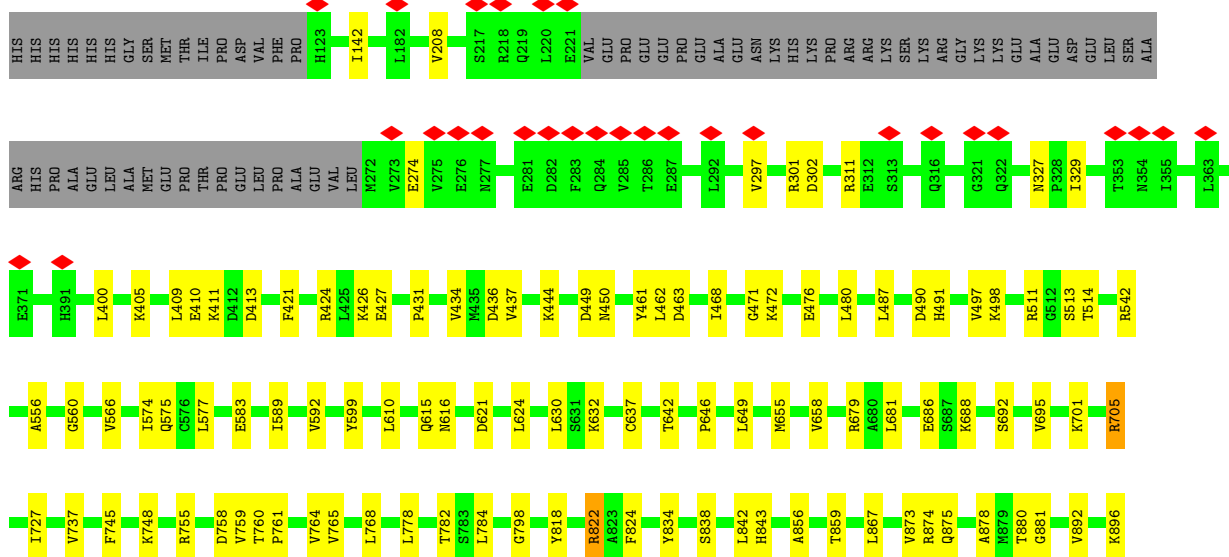 HIS HIS HIS HIS HIS HIS GLY SER MET THR ILE PRO ASP VAL PHE PRO H123 I142 L182 V208 S217 R218 Q219 L220 E221 VAL GLU PRO GLU GLU PRO GLU ALA GLU ASN LYS HIS LYS PRO ARG ARG LYS SER LYS ARG GLY LYS LYS GLU ALA GLU ASP GLU LEU SER ALA
ARG HIS PRO ALA GLU LEU ALA MET GLU PRO THR PRO GLU LEU PRO ALA GLU VAL LEU M272 V273 E274 V275 E276 N277 E281 D282 F283 Q284 V285 T286 E287 L292 V297 R301 D302 R311 E312 S313 Q316 G321 Q322 N327 P328 I329 T353 N354 I355 L363
E371 H391 L400 K405 L409 E410 K411 D412 D413 F421 R424 L425 K426 E427 P431 V434 M435 D436 V437 K444 D449 N450 Y461 L462 D463 I468 G471 K472 E476 L480 L487 D490 H491 V497 K498 R511 G512 S513 T514 R542
A556 G560 V566 I574 Q575 C576 L577 E583 I589 V592 Y599 L610 Q615 N616 D621 L624 L630 S631 K632 C637 T642 P646 L649 M655 V658 R679 A680 L681 E686 S687 K688 S692 V695 K701 R705
I727 V737 F745 K748 R755 D758 V759 T760 P761 V764 V765 L768 L778 T782 S783 L784 G798 Y818 R822 A823 F824 Y834 S838 L842 H843 A856 T859 L867 V873 R874 Q875 A878 M879 T880 G881 V892 K896